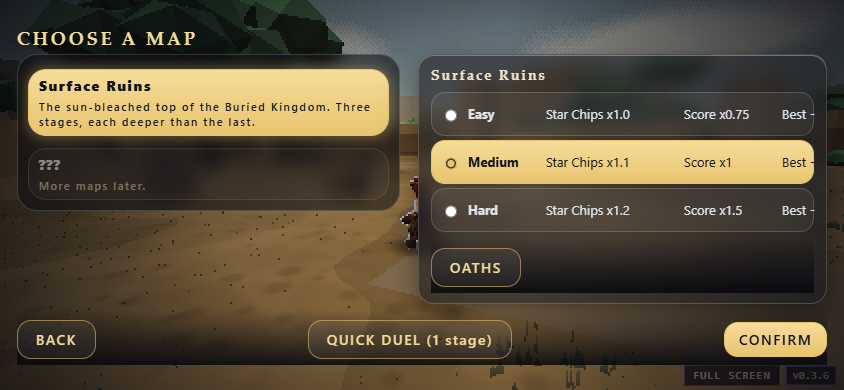 CHOOSE A MAP
Surface Ruins
The sun-bleached top of the Buried Kingdom. Three
stages, each deeper than the last.
???
More maps later.
Surface Ruins
Easy Star Chips x1.0 Score x0.75 Best -
Medium Star Chips x1.1 Score x1 Best -
Hard Star Chips x1.2 Score x1.5 Best -
OATHS
BACK
QUICK DUEL (1 stage)
CONFIRM
FULL SCREEN
v0.3.6